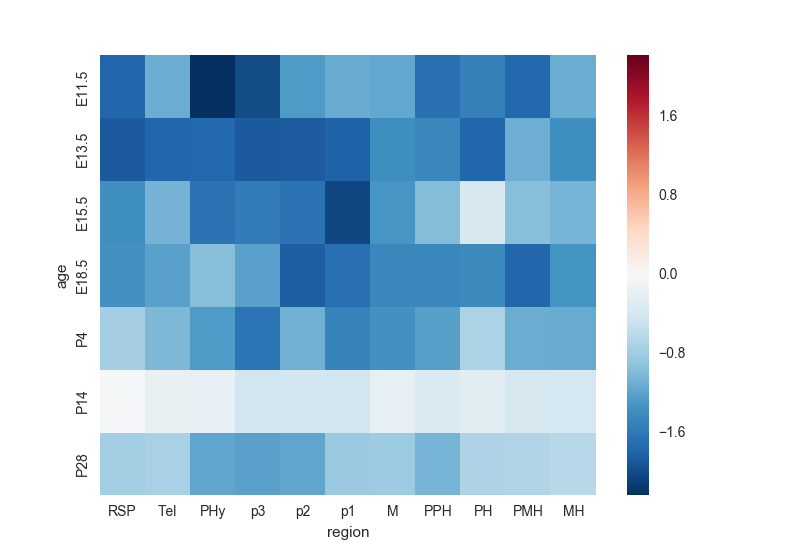 E11.5
E13.5
E15.5
E18.5
P4
P14
P28
age
RSP Tel PHy p3 p2 p1 M PPH PH PMH MH
region
1.6
0.8
0.0
−0.8
−1.6